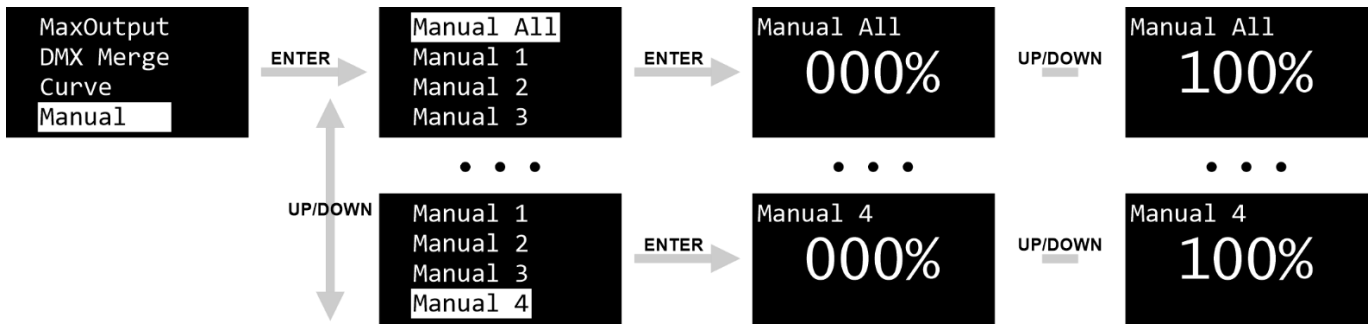 MaxOutput
DMX Merge
Curve
Manual
ENTER
Manual All
Manual 1
Manual 2
Manual 3
ENTER
Manual All
000%
UP/DOWN
Manual All
100%
• • •
• • •
• • •
UP/DOWN
Manual 1
Manual 2
Manual 3
Manual 4
ENTER
Manual 4
000%
UP/DOWN
Manual 4
100%